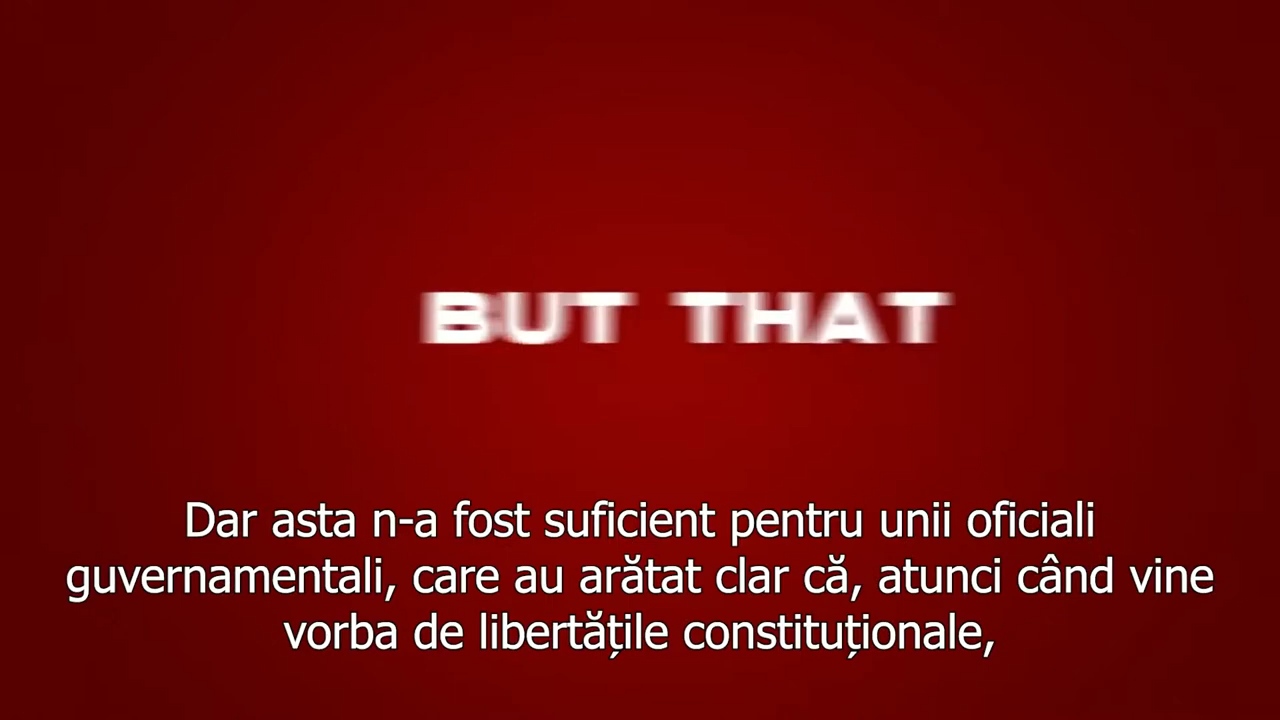 BUT THAT
Dar asta n-a fost suficient pentru unii oficiali
guvernamentali, care au arătat clar că, atunci când vine
vorba de libertățile constituționale,